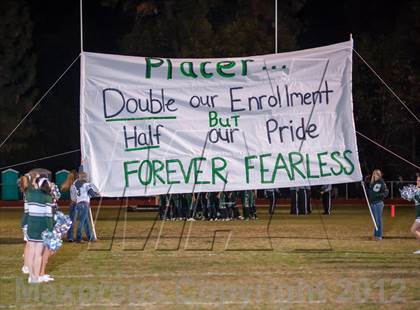 Placer...
Double our Enrollment
But
Half our Pride
FOREVER FEARLESS
Maxpreps Copyright 2012